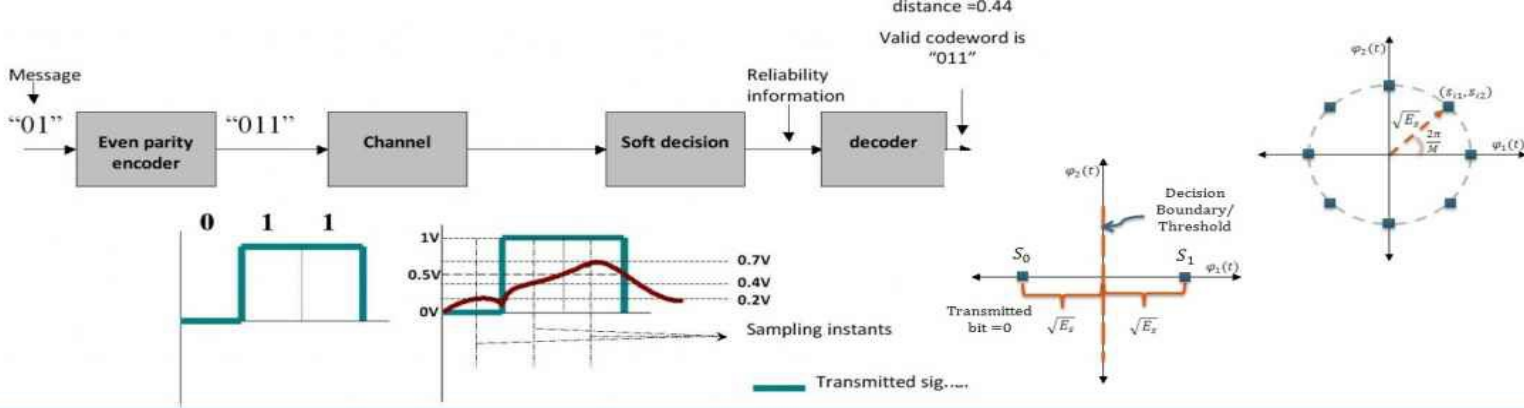 distance =0.44
Valid codeword is
“011”
Message
“01”
Even parity
encoder
“011”
Channel
Soft decision
Reliability
information
decoder
0 1 1
1V
0.5V
0V
0.7V
0.4V
0.2V
Sampling instants
Transmitted sig.....
φ₂(t)
Decision
Boundary/
Threshold
S₀
S₁
φ₁(t)
Transmitted
bit =0
√Eₛ
√Eₛ
φ₂(t)
(sᵢ₁,sᵢ₂)
√Eₛ
2π
M
φ₁(t)